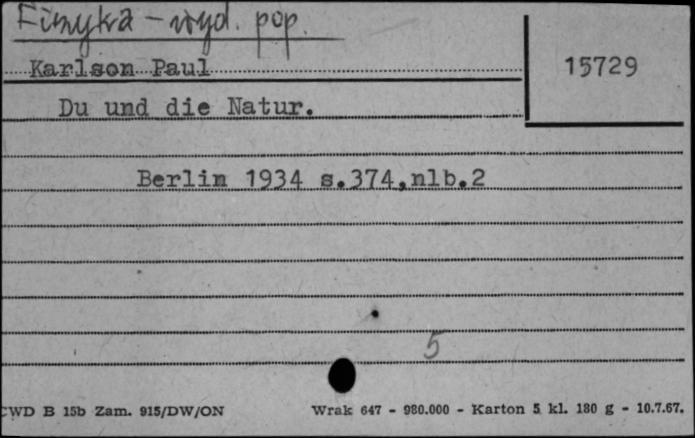 Fizyka - wyd. pop.
Karlson Paul
15729
Du und die Natur.
Berlin 1934 s.374,nlb.2
5
CWD B 15b Zam. 915/DW/ON
Wrak 647 - 980.000 - Karton 5 kl. 180 g - 10.7.67.